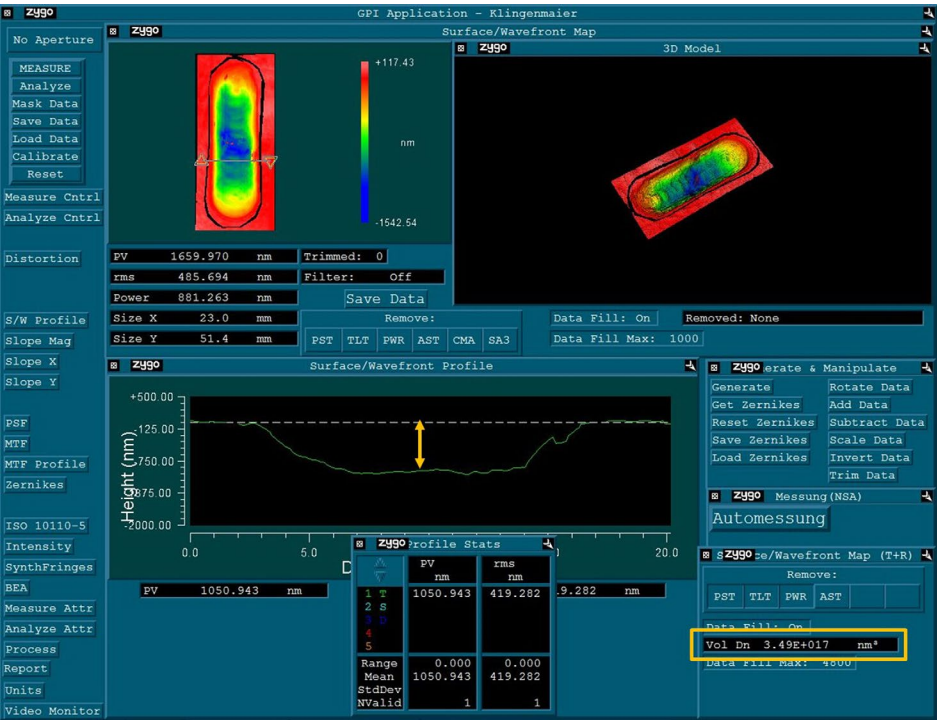 zygo GPI Application - Klingenmaier zygo
No Aperture
MEASURE
Analyze
Mask Data
Save Data
Load Data
Calibrate
Reset
Measure Cntrl
Analyze Cntrl
Distortion
S/W Profile
Slope Mag
Slope X
Slope Y
PSF
MTF
MTF Profile
Zernikes
ISO 10110-5
Intensity
SynthFringes
BEA
Measure Attr
Analyze Attr
Process
Report
Units
Video Monitor
zygo Surface/Wavefront Map
+117.43
nm
-1542.54
PV 1659.970 nm
rms 485.694 nm
Power 881.263 nm
Size X 23.0 mm
Size Y 51.4 mm
Trimmed: 0
Filter: Off
Save Data
Remove:
PST TLT PWR AST CMA SA3
zygo 3D Model
Data Fill: On
Removed: None
Data Fill Max: 1000
zygo Surface/Wavefront Profile
+500.00
-125.00
-750.00
-2000.00
Height (nm)
0.0 5.0 20.0
PV 1050.943 nm
9.282 nm
zygo Profile Stats
PV rms
nm nm
1 T 1050.943 419.282
2 S
3 D
4
5
Range 0.000 0.000
Mean 1050.943 419.282
StdDev
NValid 1 1
zygo erate & Manipulate
Generate Rotate Data
Get Zernikes Add Data
Reset Zernikes Subtract Data
Save Zernikes Scale Data
Load Zernikes Invert Data
Trim Data
zygo Messung(NSA)
Automessung
zygo ce/Wavefront Map (T+R)
Remove:
PST TLT PWR AST
Data Fill: On
Vol Dn 3.49E+017 nm³
Data Fill Max: 4800